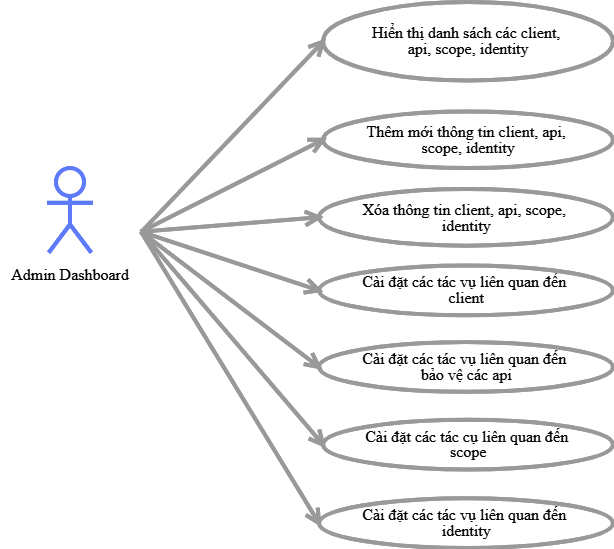 Hiển thị danh sách các client,
api, scope, identity
Thêm mới thông tin client, api,
scope, identity
Xóa thông tin client, api, scope,
identity
Admin Dashboard
Cài đặt các tác vụ liên quan đến
client
Cài đặt các tác vụ liên quan đến
bảo vệ các api
Cài đặt các tác cụ liên quan đến
scope
Cài đặt các tác vụ liên quan đến
identity